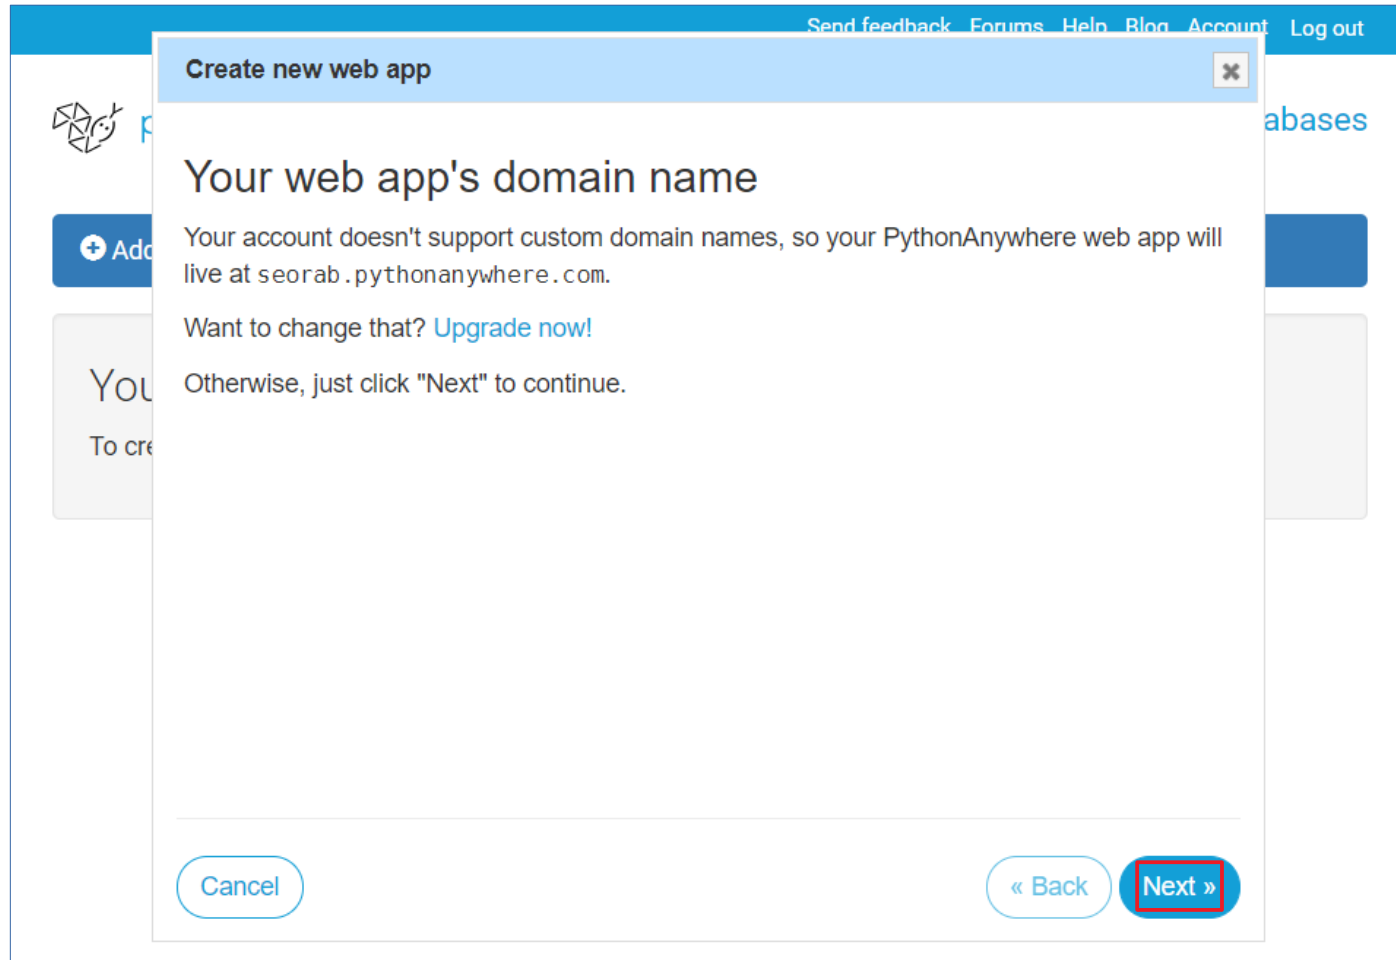 Send feedback Forums Help Blog Account Log out
Create new web app
abases
Your web app's domain name
Your account doesn't support custom domain names, so your PythonAnywhere web app will
live at seorab.pythonanywhere.com.
Add
Want to change that? Upgrade now!
Otherwise, just click "Next" to continue.
You
To cre
Cancel
« Back
Next »